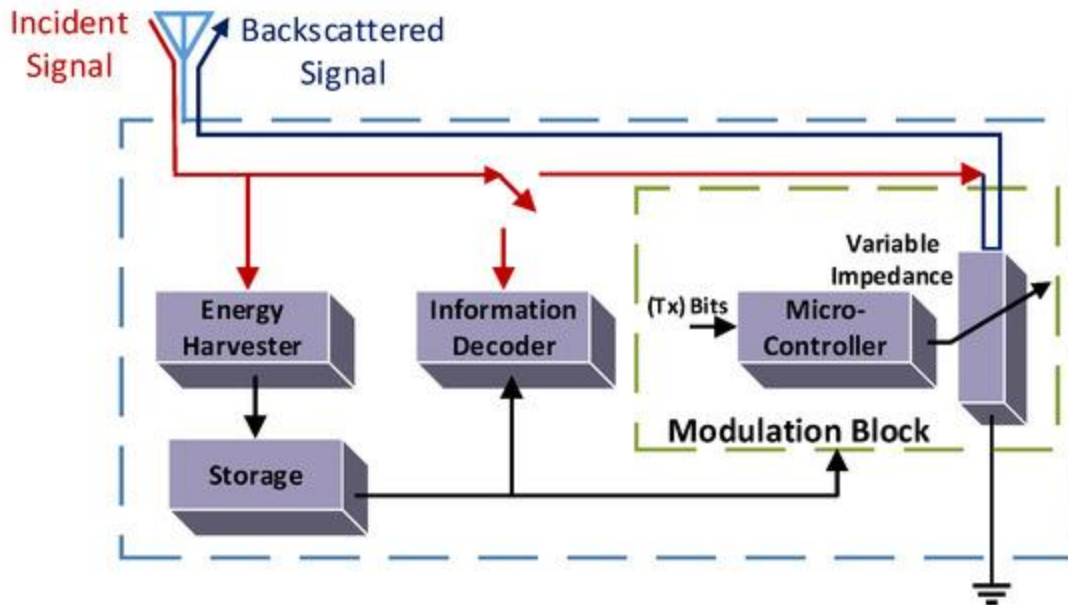 Incident
Signal
Backscattered
Signal
Variable
Impedance
Energy
Harvester
Information
Decoder
(Tx) Bits
Micro-
Controller
Modulation Block
Storage